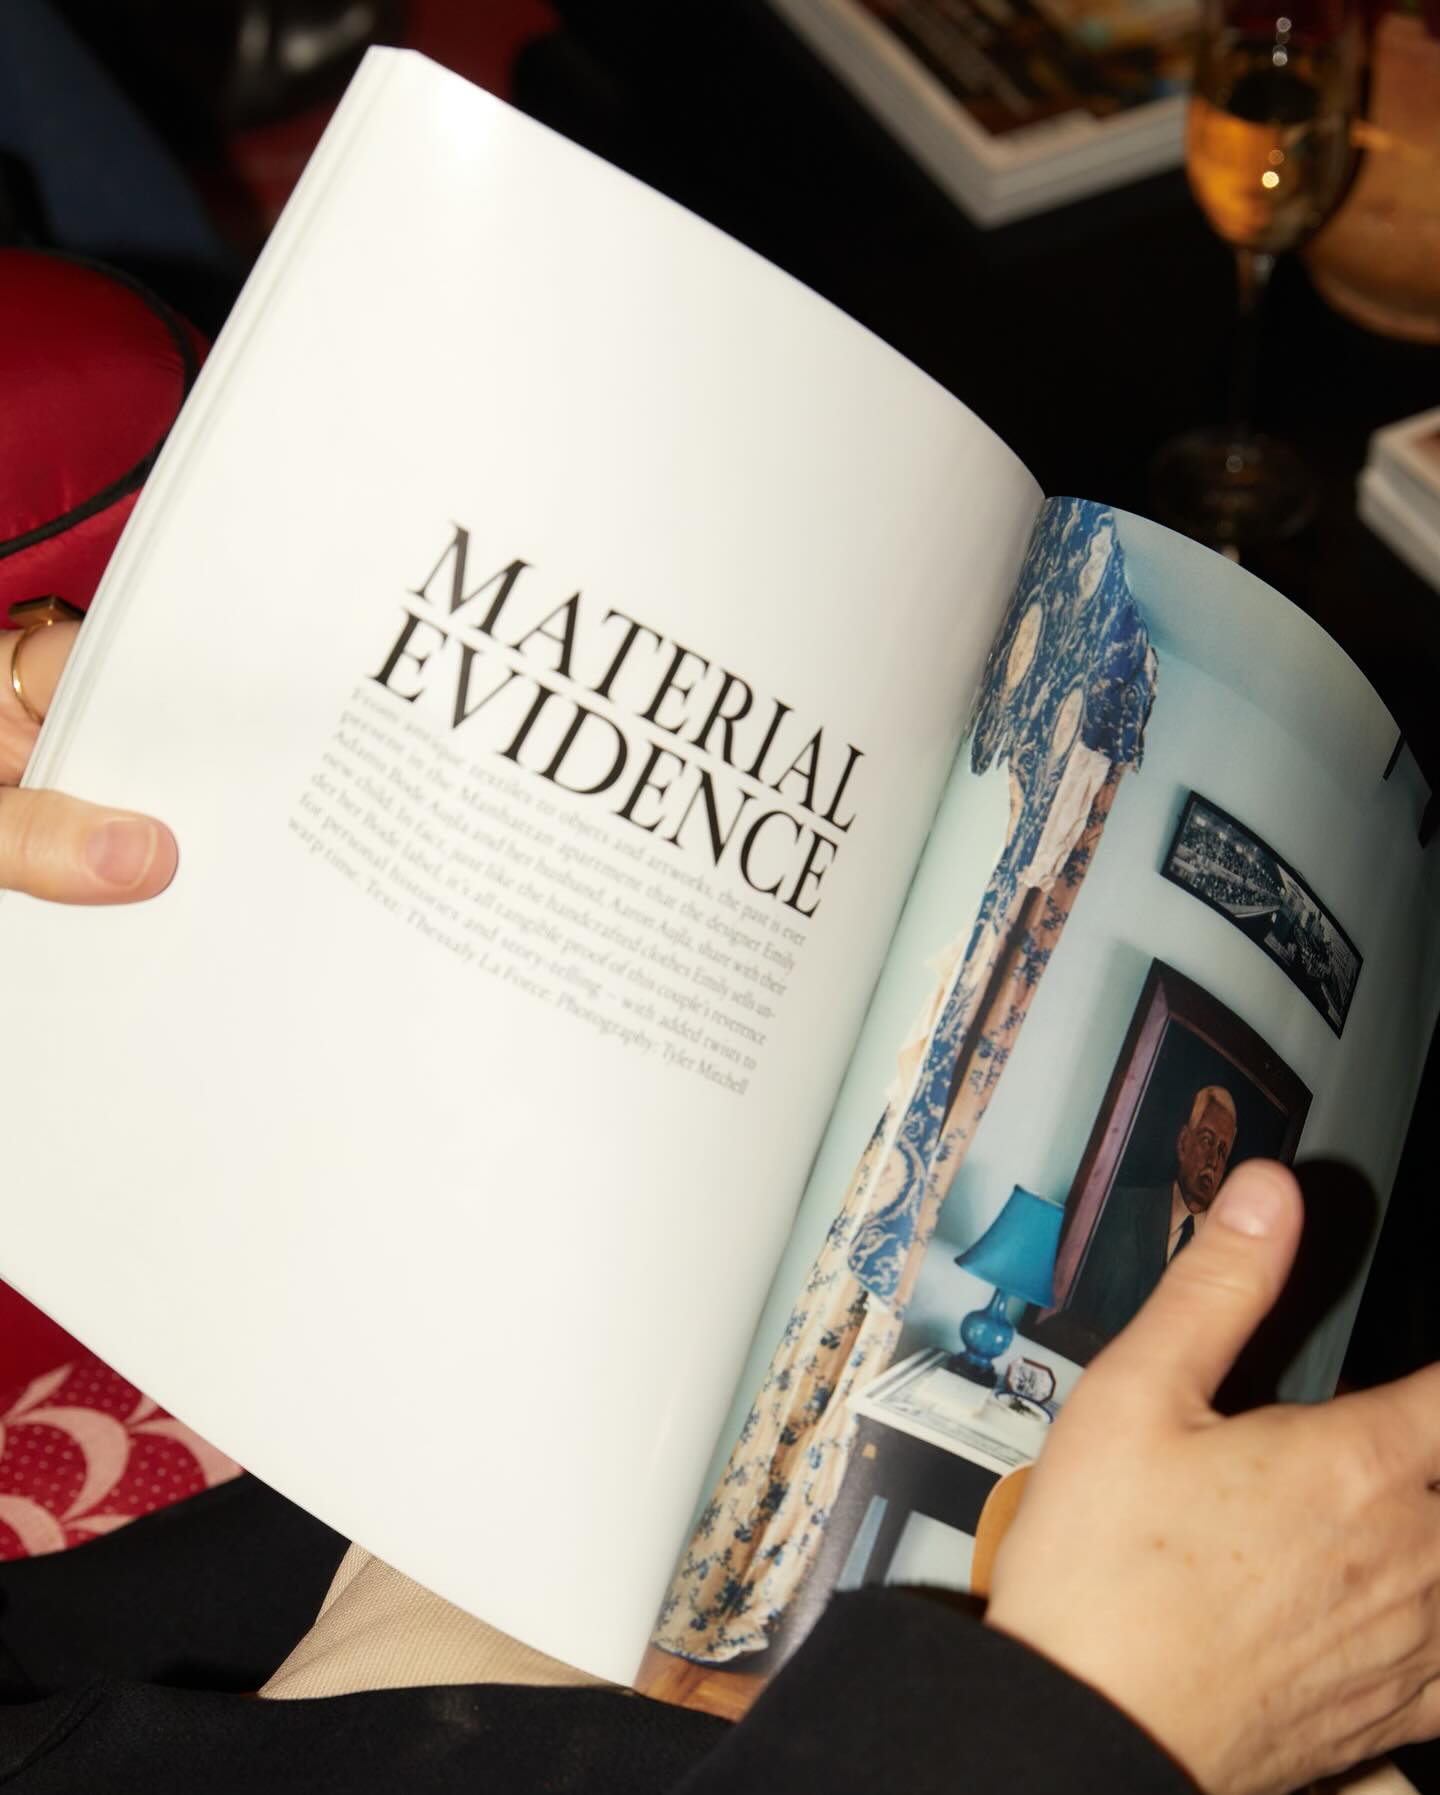 MATERIAL
EVIDENCE
From antique textiles to objects and artworks, the past is ever
present in the Manhattan apartment that the designer Emily
Adams Bode Aujla and her husband, Aaron Aujla, share with their
new child. In fact, just like the handcrafted clothes Emily sells un-
der her Bode label, it's all tangible proof of this couple's reverence
for personal histories and story-telling – with added twists to
warp time. Text: Thessaly La Force. Photography: Tyler Mitchell